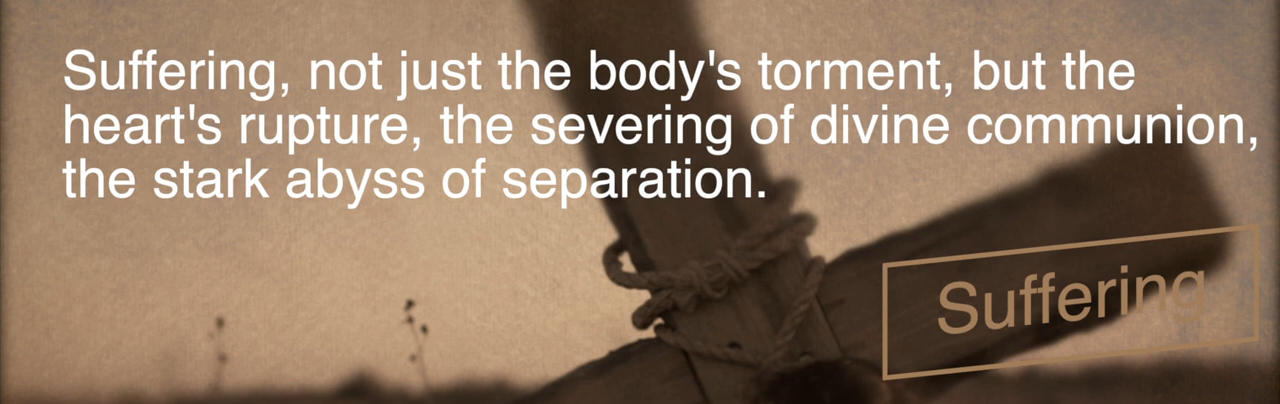 Suffering, not just the body's torment, but the
heart's rupture, the severing of divine communion,
the stark abyss of separation.
Suffering